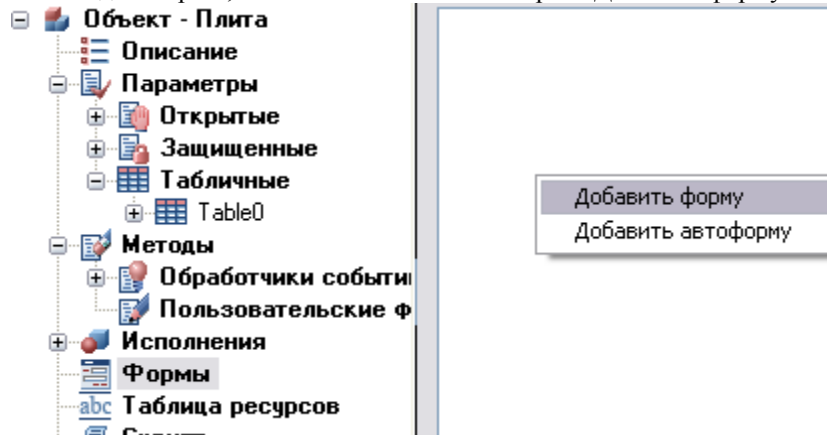 Объект - Плита
Описание
Параметры
Открытые
Защищенные
Табличные
Table0
Методы
Обработчики событи
Пользовательские ф
Исполнения
Формы
abc Таблица ресурсов
Добавить форму
Добавить автоформу